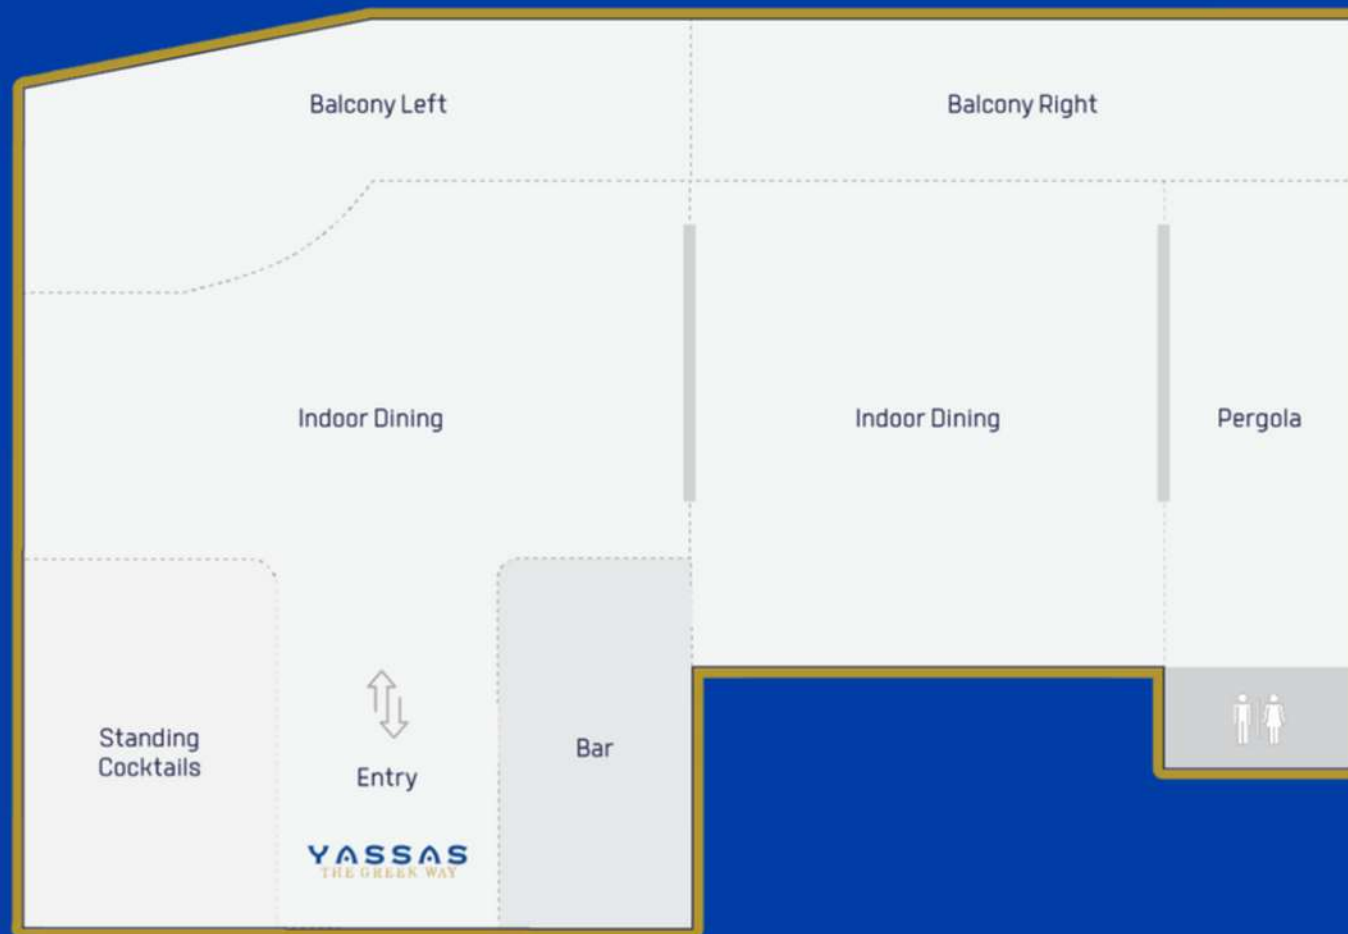 Balcony Left
Balcony Right
Indoor Dining
Indoor Dining
Pergola
Standing
Cocktails
Entry
Bar
YASSAS
THE GREEK WAY